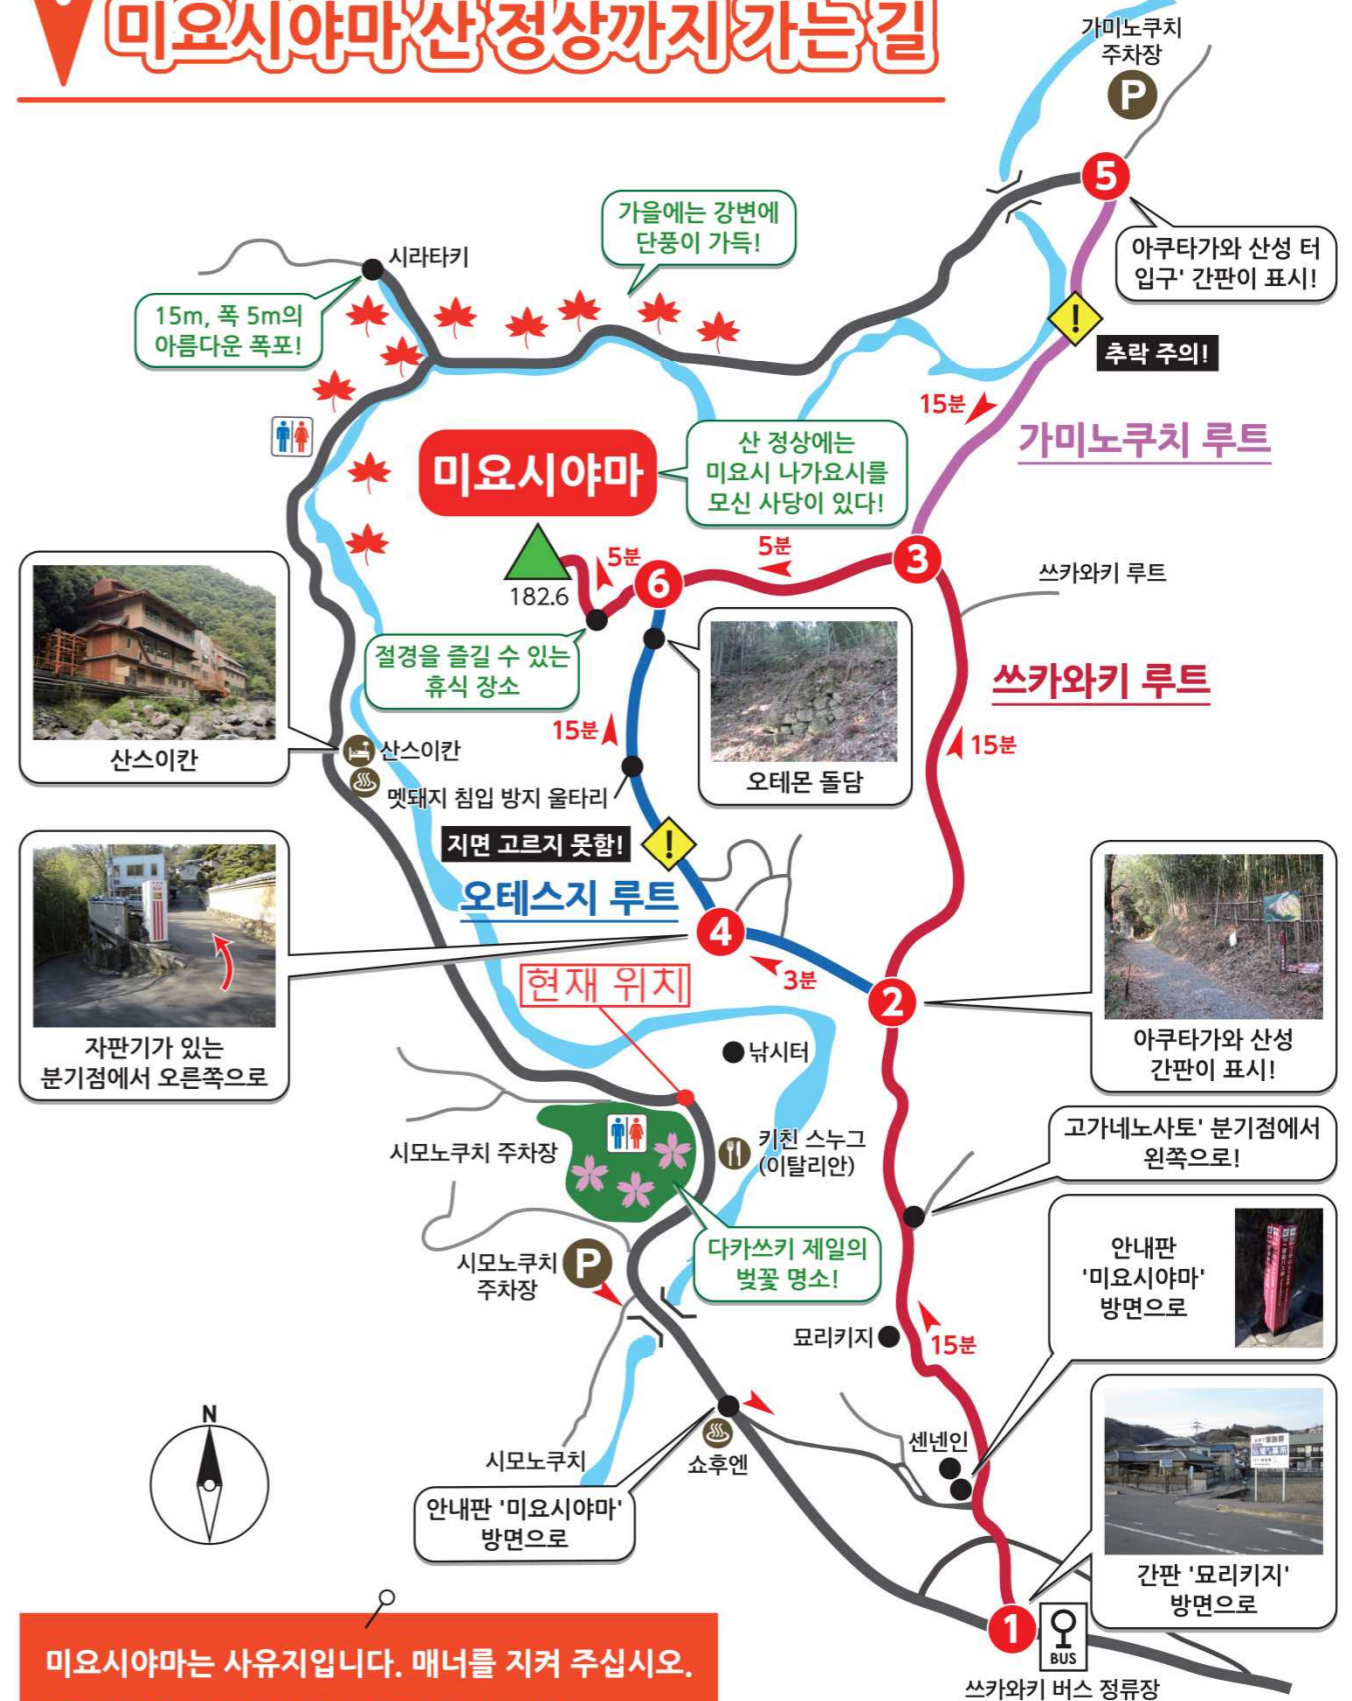 미요시야마 산 정상까지 가는 길
가미노쿠치
주차장
P
5
아쿠타가와 산성 터
입구' 간판이 표시!
가을에는 강변에
단풍이 가득!
시라타키
15m, 폭 5m의
아름다운 폭포!
!
추락 주의!
15분
가미노쿠치 루트
미요시야마
산 정상에는
미요시 나가요시를
모신 사당이 있다!
182.6
5분
6
5분
3
쓰카와키 루트
절경을 즐길 수 있는
휴식 장소
쓰카와키 루트
산스이칸
산스이칸
15분
오테몬 돌담
15분
멧돼지 침입 방지 울타리
지면 고르지 못함!
!
오테스지 루트
4
3분
2
자판기가 있는
분기점에서 오른쪽으로
현재 위치
낚시터
아쿠타가와 산성
간판이 표시!
시모노쿠치 주차장
키친 스누그
(이탈리안)
고가네노사토' 분기점에서
왼쪽으로!
다카쓰키 제일의
벚꽃 명소!
시모노쿠치
주차장
P
안내판
'미요시야마'
방면으로
묘리키지
15분
N
시모노쿠치
쇼후엔
센넨인
안내판 '미요시야마'
방면으로
간판 '묘리키지'
방면으로
1
BUS
쓰카와키 버스 정류장
미요시야마는 사유지입니다. 매너를 지켜 주십시오.